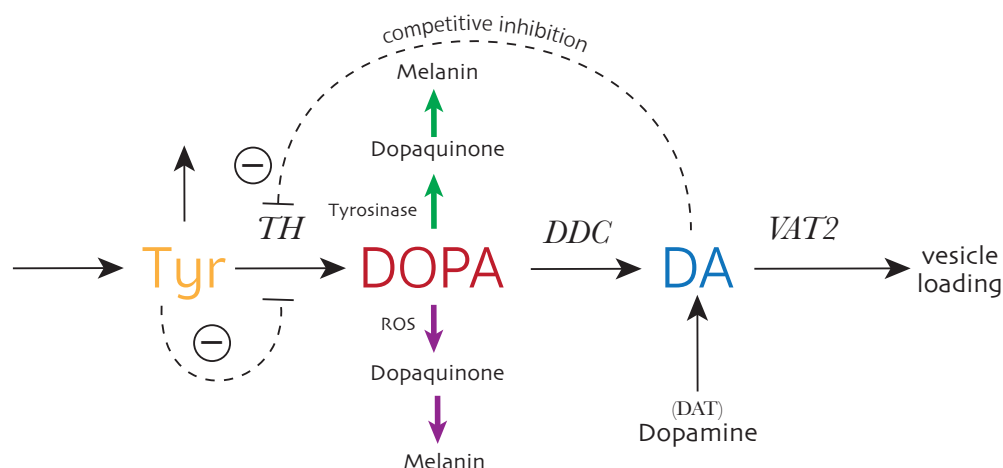 competitive inhibition
Melanin
Dopaquinone
Tyrosinase
TH
DDC
VAT2
Tyr
DOPA
DA
vesicle
loading
ROS
Dopaquinone
Melanin
(DAT)
Dopamine